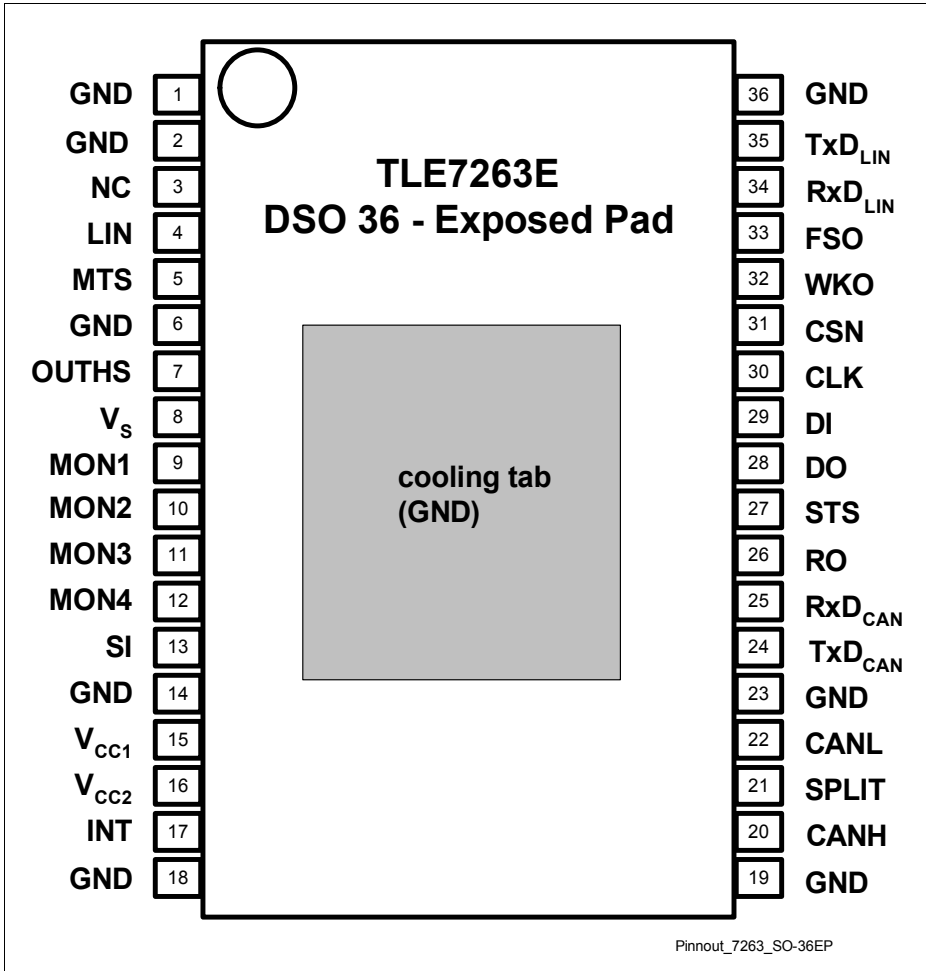 GND 1
GND 2
NC 3
LIN 4
MTS 5
GND 6
OUTHS 7
VS 8
MON1 9
MON2 10
MON3 11
MON4 12
SI 13
GND 14
VCC1 15
VCC2 16
INT 17
GND 18
TLE7263E
DSO 36 - Exposed Pad
cooling tab
(GND)
36 GND
35 TxDLIN
34 RxDLIN
33 FSO
32 WKO
31 CSN
30 CLK
29 DI
28 DO
27 STS
26 RO
25 RxDCAN
24 TxDCAN
23 GND
22 CANL
21 SPLIT
20 CANH
19 GND
Pinnout_7263_SO-36EP